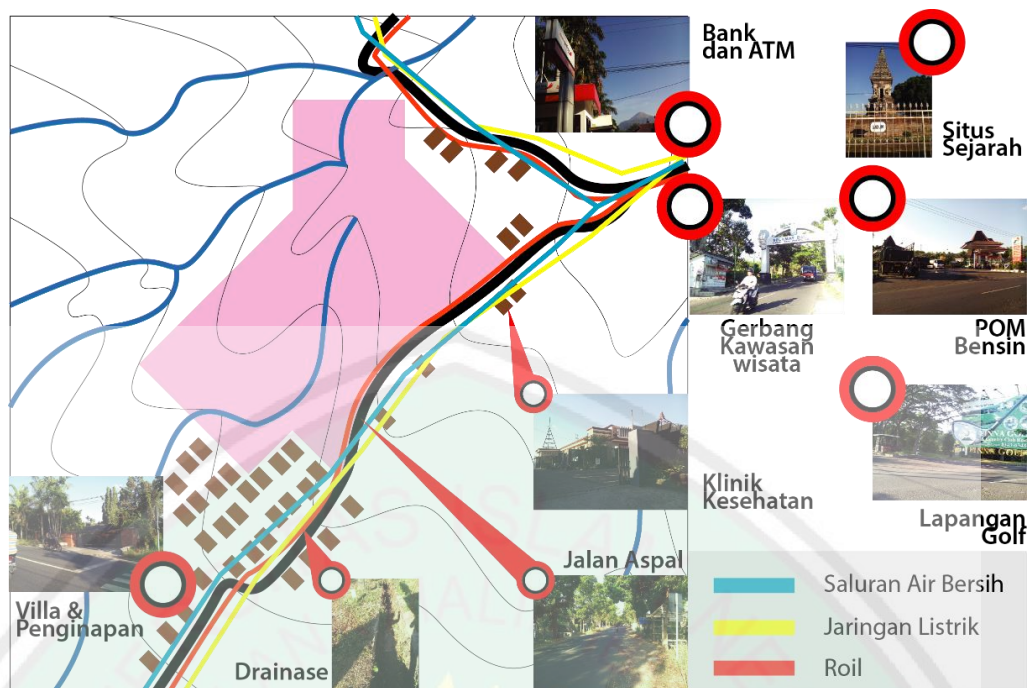 Bank
dan ATM
Situs
Sejarah
Gerbang
Kawasan
wisata
POM
Bensin
Klinik
Kesehatan
Lapangan
Golf
Jalan Aspal
Villa &
Penginapan
Drainase
Saluran Air Bersih
Jaringan Listrik
Roil